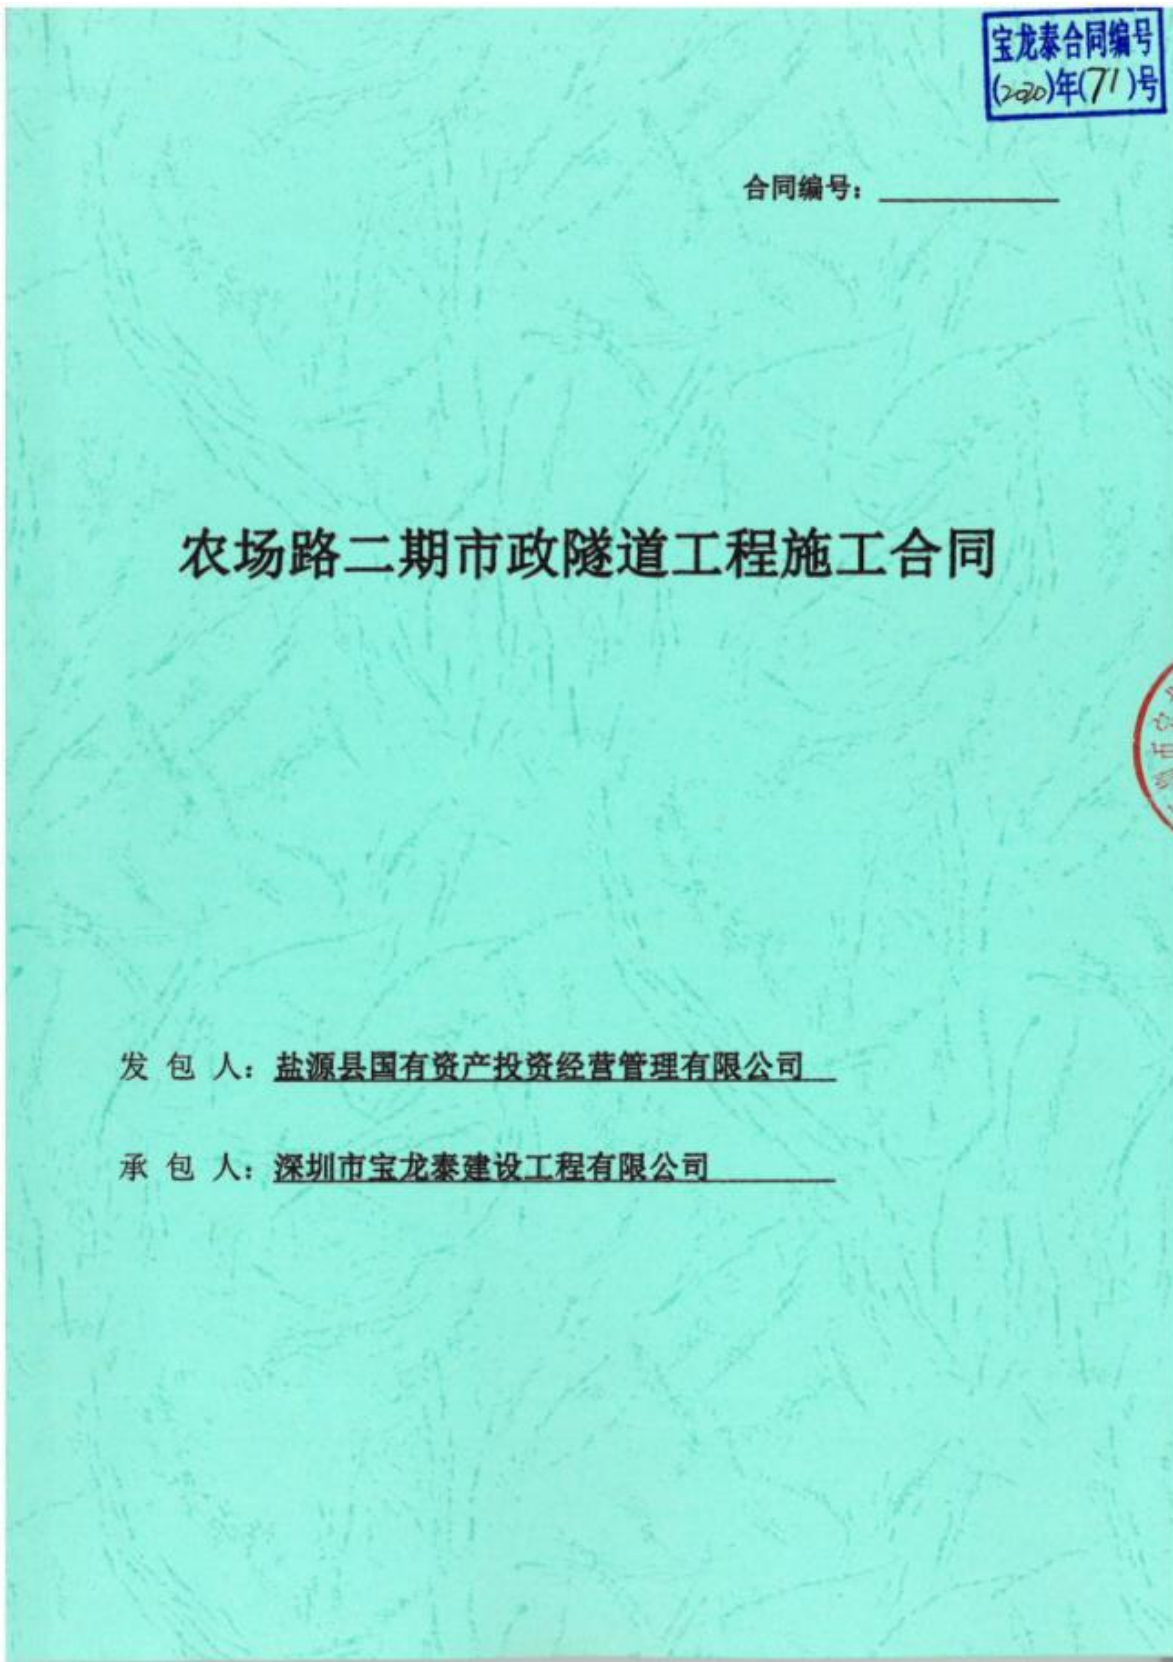 宝龙泰合同编号
(2020)年(71)号
合同编号：
农场路二期市政隧道工程施工合同
发 包 人：盐源县国有资产投资经营管理有限公司
承 包 人：深圳市宝龙泰建设工程有限公司